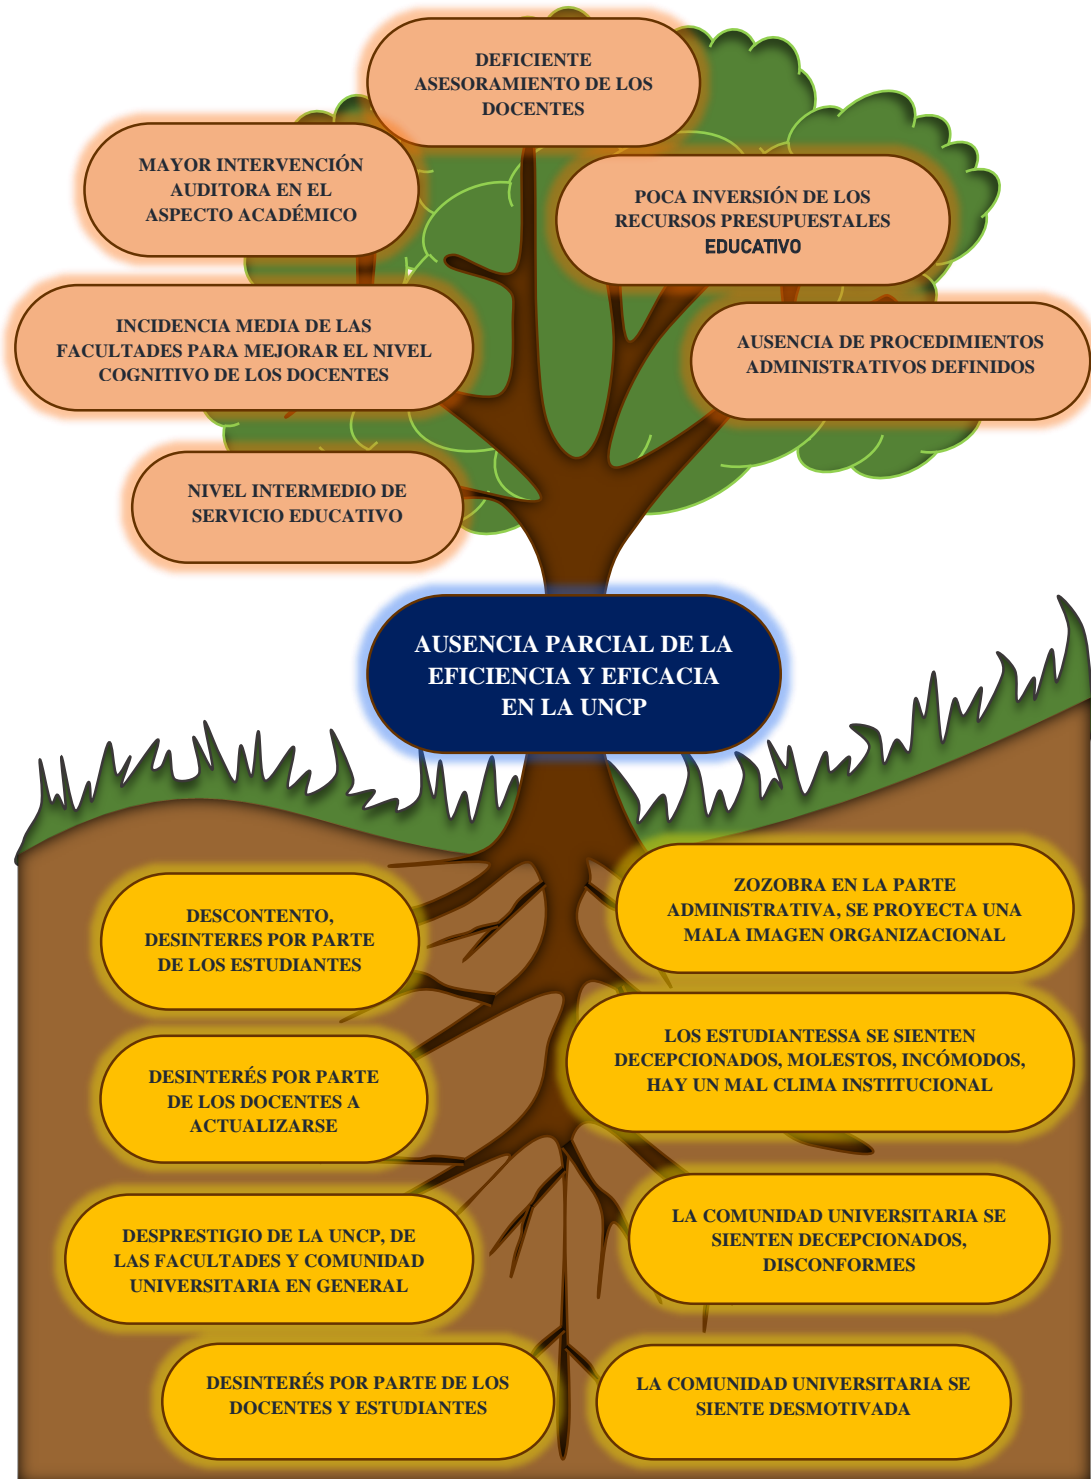 DEFICIENTE
ASESORAMIENTO DE LOS
DOCENTES
MAYOR INTERVENCIÓN
AUDITORA EN EL
ASPECTO ACADÉMICO
POCA INVERSIÓN DE LOS
RECURSOS PRESUPUESTALES
EDUCATIVO
INCIDENCIA MEDIA DE LAS
FACULTADES PARA MEJORAR EL NIVEL
COGNITIVO DE LOS DOCENTES
AUSENCIA DE PROCEDIMIENTOS
ADMINISTRATIVOS DEFINIDOS
NIVEL INTERMEDIO DE
SERVICIO EDUCATIVO
AUSENCIA PARCIAL DE LA
EFICIENCIA Y EFICACIA
EN LA UNCP
DESCONTENTO,
DESINTERES POR PARTE
DE LOS ESTUDIANTES
ZOZOBRA EN LA PARTE
ADMINISTRATIVA, SE PROYECTA UNA
MALA IMAGEN ORGANIZACIONAL
DESINTERÉS POR PARTE
DE LOS DOCENTES A
ACTUALIZARSE
LOS ESTUDIANTESSA SE SIENTEN
DECEPCIONADOS, MOLESTOS, INCÓMODOS,
HAY UN MAL CLIMA INSTITUCIONAL
DESPRESTIGIO DE LA UNCP, DE
LAS FACULTADES Y COMUNIDAD
UNIVERSITARIA EN GENERAL
LA COMUNIDAD UNIVERSITARIA SE
SIENTEN DECEPCIONADOS,
DISCONFORMES
DESINTERÉS POR PARTE DE LOS
DOCENTES Y ESTUDIANTES
LA COMUNIDAD UNIVERSITARIA SE
SIENTE DESMOTIVADA